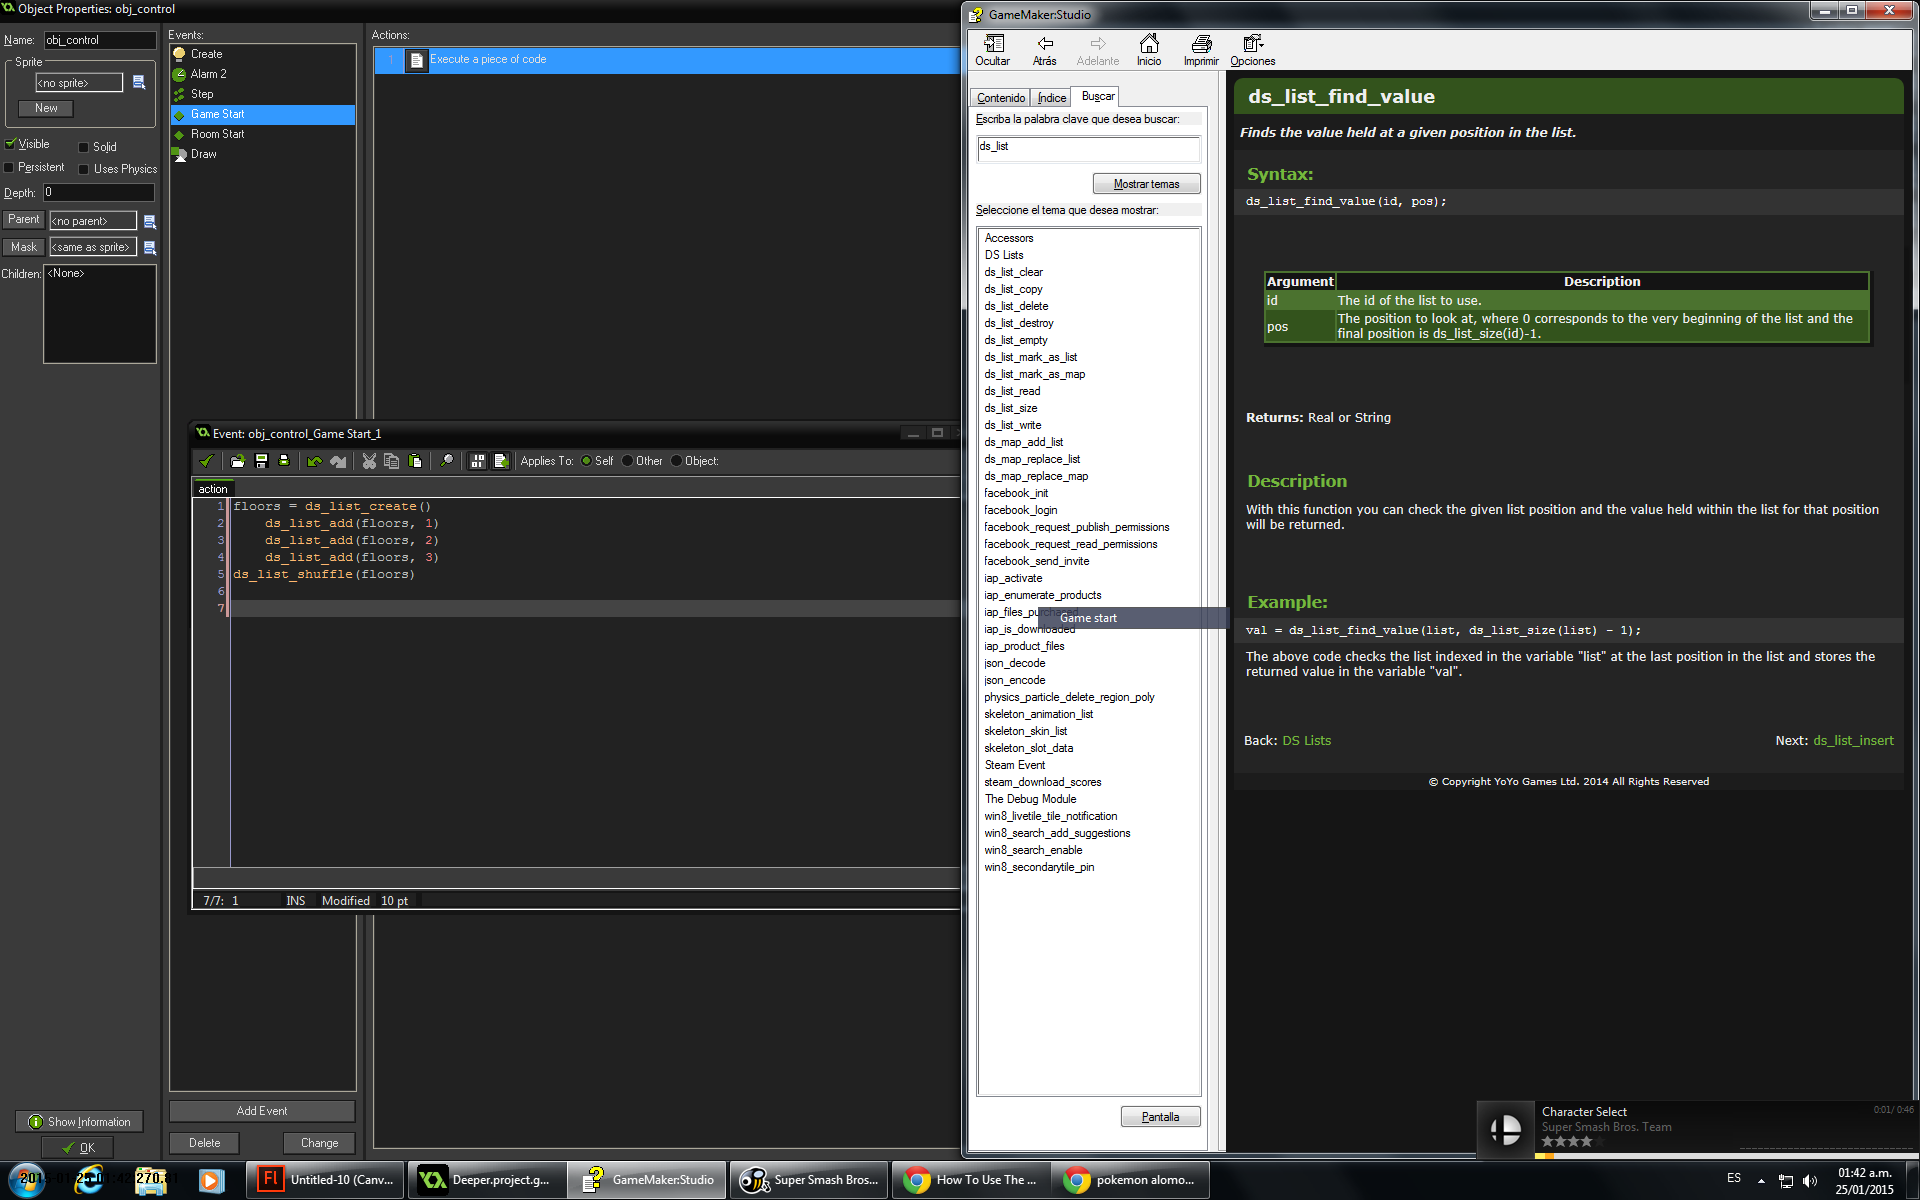 Object Properties: obj_control
Name: obj_control
Sprite
<no sprite>
New
Visible
Solid
Persistent
Uses Physics
Depth: 0
Parent <no parent>
Mask <same as sprite>
Children: <None>
Show Information
OK
Events:
Create
Alarm 2
Step
Game Start
Room Start
Draw
Add Event
Delete
Change
Actions:
1 Execute a piece of code
Event: obj_control_Game Start_1
Applies To: Self Other Object:
action
1 floors = ds_list_create()
2 ds_list_add(floors, 1)
3 ds_list_add(floors, 2)
4 ds_list_add(floors, 3)
5 ds_list_shuffle(floors)
6
7
7/7: 1 INS Modified 10 pt
GameMaker:Studio
Ocultar Atrás Adelante Inicio Imprimir Opciones
Contenido Índice Buscar
Escriba la palabra clave que desea buscar:
ds_list
Mostrar temas
Seleccione el tema que desea mostrar:
Accessors
DS Lists
ds_list_clear
ds_list_copy
ds_list_delete
ds_list_destroy
ds_list_empty
ds_list_mark_as_list
ds_list_mark_as_map
ds_list_read
ds_list_size
ds_list_write
ds_map_add_list
ds_map_replace_list
ds_map_replace_map
facebook_init
facebook_login
facebook_request_publish_permissions
facebook_request_read_permissions
facebook_send_invite
iap_activate
iap_enumerate_products
iap_files_purchased
Game start
iap_is_downloaded
iap_product_files
json_decode
json_encode
physics_particle_delete_region_poly
skeleton_animation_list
skeleton_skin_list
skeleton_slot_data
Steam Event
steam_download_scores
The Debug Module
win8_livetile_tile_notification
win8_search_add_suggestions
win8_search_enable
win8_secondarytile_pin
Pantalla
ds_list_find_value
Finds the value held at a given position in the list.
Syntax:
ds_list_find_value(id, pos);
Argument Description
id The id of the list to use.
pos The position to look at, where 0 corresponds to the very beginning of the list and the
final position is ds_list_size(id)-1.
Returns: Real or String
Description
With this function you can check the given list position and the value held within the list for that position
will be returned.
Example:
val = ds_list_find_value(list, ds_list_size(list) - 1);
The above code checks the list indexed in the variable "list" at the last position in the list and stores the
returned value in the variable "val".
Back: DS Lists
Next: ds_list_insert
© Copyright YoYo Games Ltd. 2014 All Rights Reserved
Character Select 0:01/ 0:46
Super Smash Bros. Team
Fl Untitled-10 (Canv...
Deeper.project.g...
GameMaker:Studio
Super Smash Bros...
How To Use The ...
pokemon alomo...
ES
01:42 a.m.
25/01/2015